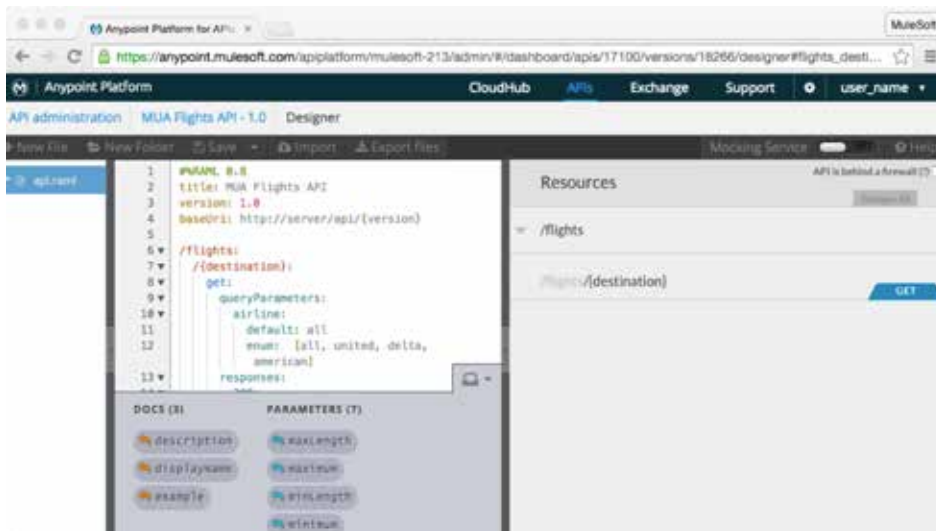 Anypoint Platform for APIs
MuleSoft
https://anypoint.mulesoft.com/apiplatform/mulesoft-213/admin/#/dashboard/apis/17100/versions/18266/designer#flights_desti...
Anypoint Platform
CloudHub
APIs
Exchange
Support
user_name
API administration
MUA Flights API - 1.0
Designer
New File
New Folder
Save
Import
Export files
Mocking Service
Help
api.raml
1 #%RAML 0.8
2 title: MUA Flights API
3 version: 1.0
4 baseUri: http://server/api/{version}
5
6 /flights:
7 /{destination}:
8 get:
9 queryParameters:
10 airline:
11 default: all
12 enum: [all, united, delta,
american]
13 responses:
API is behind a firewall (?)
Resources
/flights
/flights/{destination}
GET
DOCS (3)
PARAMETERS (7)
description
maxLength
displayName
maximum
example
minLength
minimum